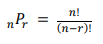 ₙPᵣ = n!/(n−r)!